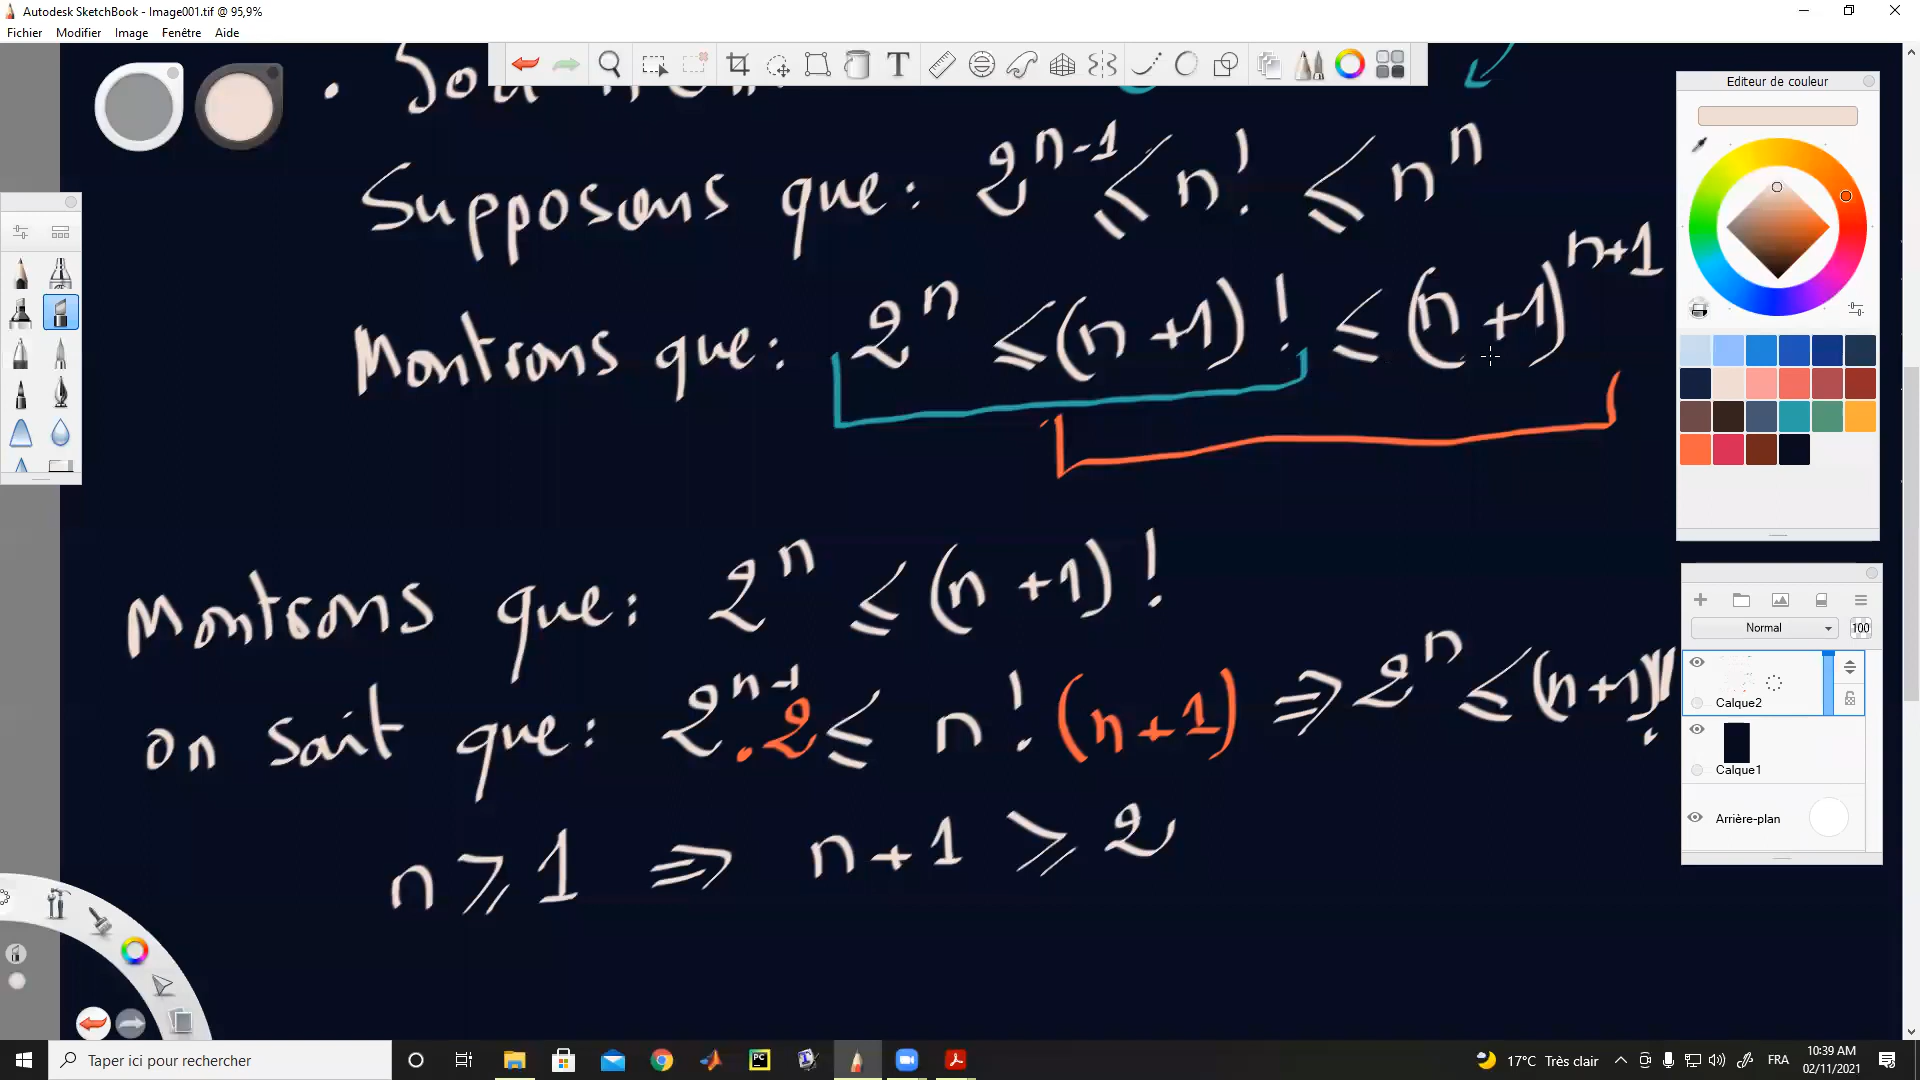 Autodesk SketchBook - Image001.tif @ 95,9%
Fichier Modifier Image Fenêtre Aide
Editeur de couleur
Supposons que: 2^{n-1} ≤ n! ≤ n^n
Montrons que: 2^n ≤ (n+1)! ≤ (n+1)^{n+1}
Montrons que: 2^n ≤ (n+1)!
on sait que: 2^{n-1}.2 ≤ n!(n+1) ⇒ 2^n ≤ (n+1)!
n ⩾ 1 ⇒ n+1 ⩾ 2
Normal 100
Calque2
Calque1
Arrière-plan
Taper ici pour rechercher
PC
17°C Très clair
FRA
10:39 AM
02/11/2021